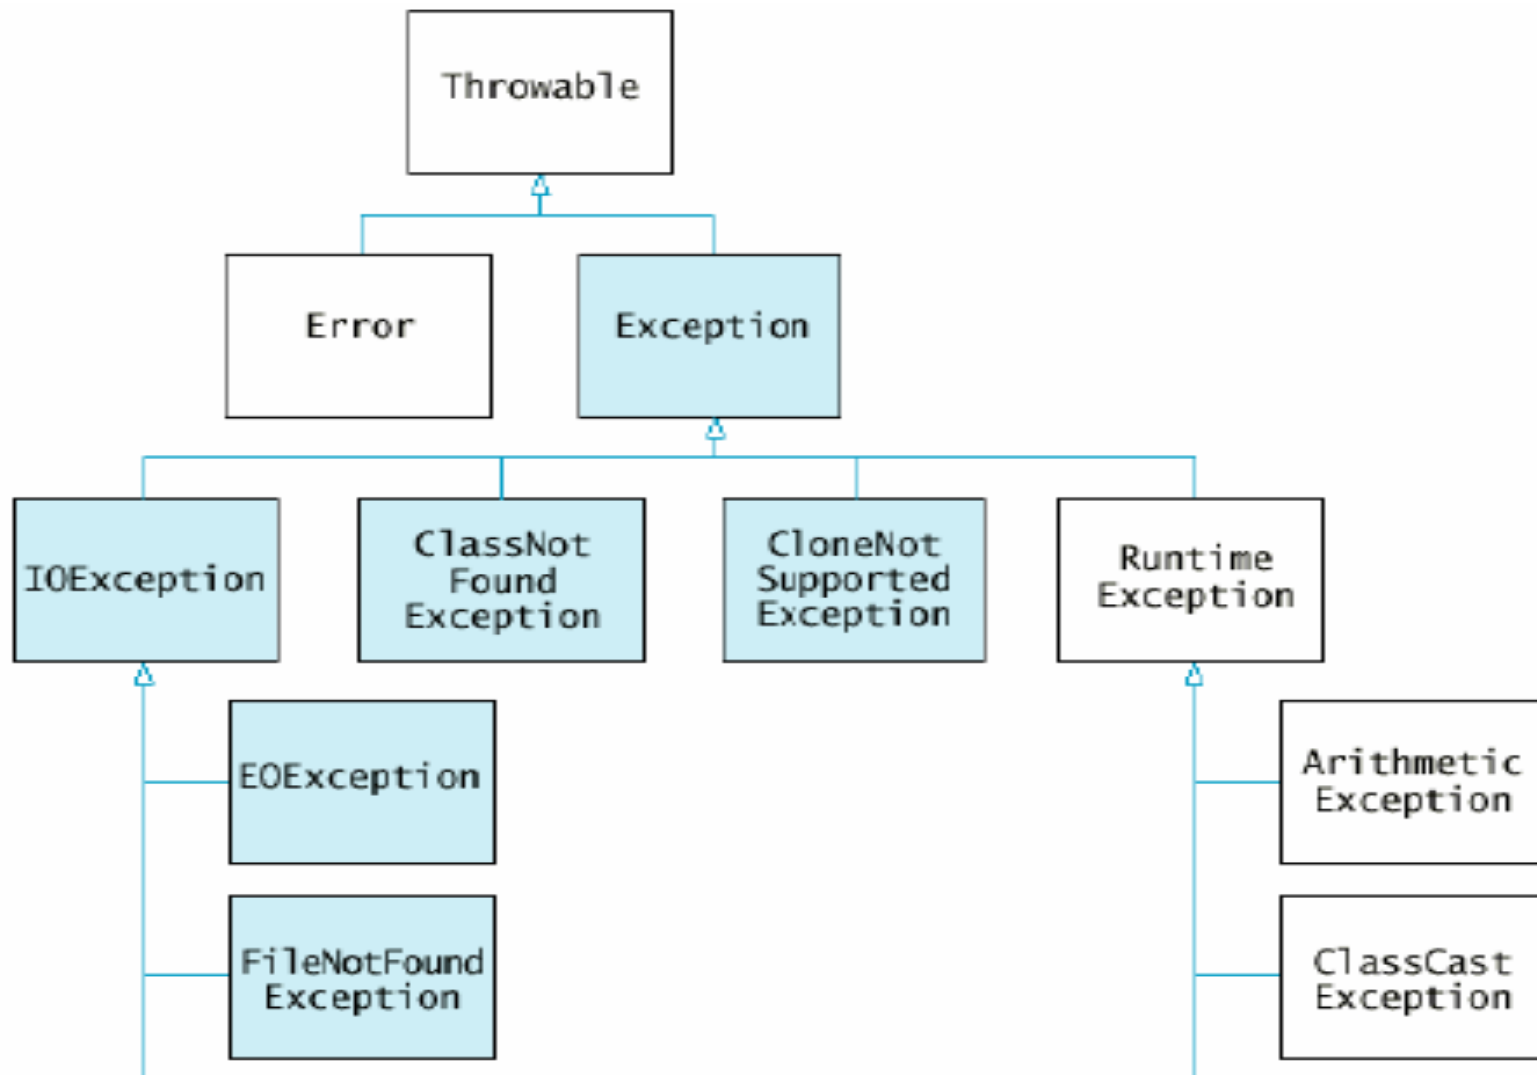 Throwable
Error
Exception
IOException
ClassNot
Found
Exception
CloneNot
Supported
Exception
Runtime
Exception
EOException
Arithmetic
Exception
FileNotFound
Exception
ClassCast
Exception